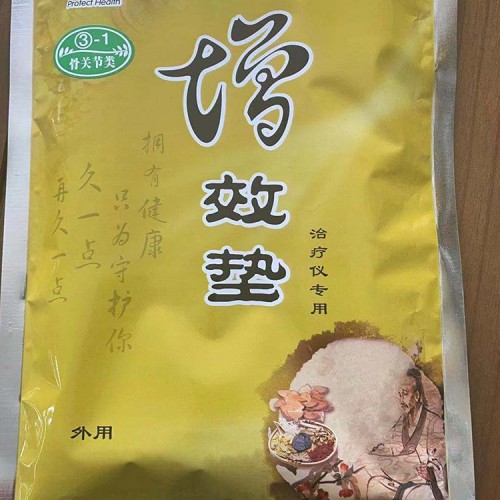 Protect Health
③-1
骨关节类
增效垫
治疗仪专用
拥有健康
只为守护你
久一点
再久一点
外用